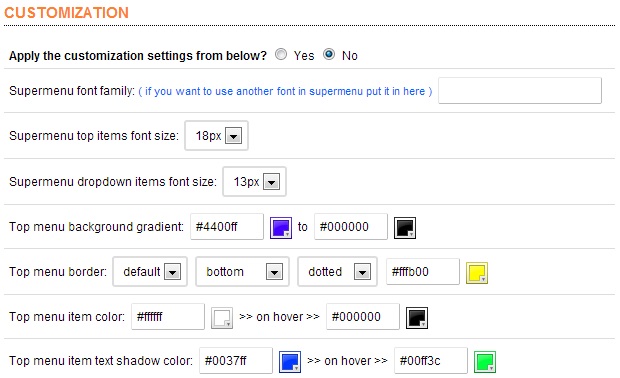 CUSTOMIZATION
Apply the customization settings from below? Yes No
Supermenu font family: ( if you want to use another font in supermenu put it in here )
Supermenu top items font size: 18px
Supermenu dropdown items font size: 13px
Top menu background gradient: #4400ff to #000000
Top menu border: default bottom dotted #fffb00
Top menu item color: #ffffff >> on hover >> #000000
Top menu item text shadow color: #0037ff >> on hover >> #00ff3c